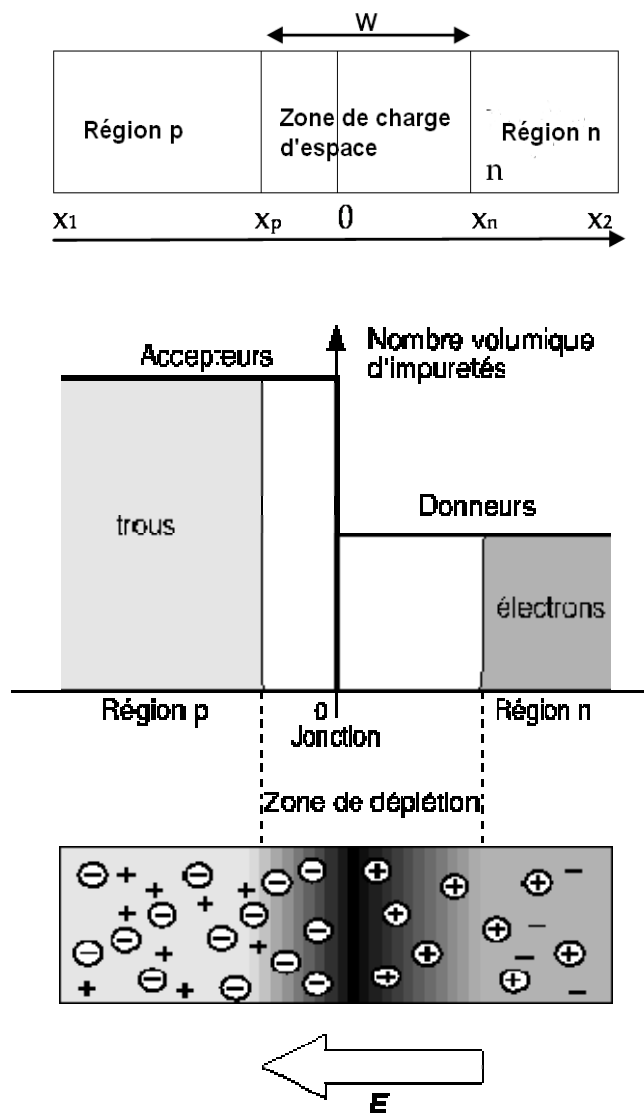 W
Région p
Zone de charge
d'espace
Région n
n
x1
xp
0
xn
x2
Nombre volumique
d'impuretés
Accepteurs
trous
Donneurs
électrons
Région p
0
Région n
Jonction
Zone de déplétion
E